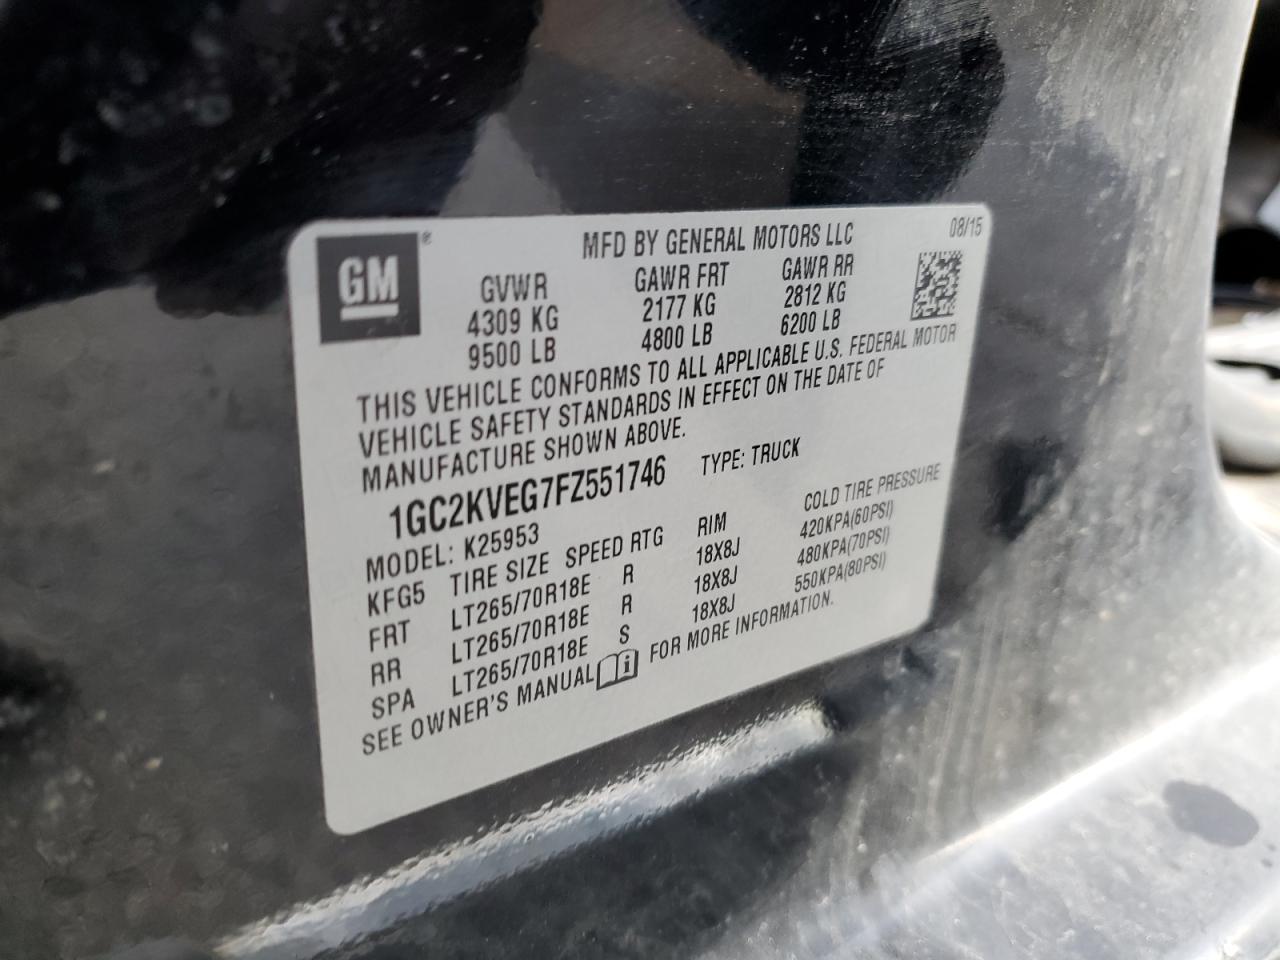 GM®
MFD BY GENERAL MOTORS LLC 08/15
GVWR GAWR FRT GAWR RR
4309 KG 2177 KG 2812 KG
9500 LB 4800 LB 6200 LB
THIS VEHICLE CONFORMS TO ALL APPLICABLE U.S. FEDERAL MOTOR
VEHICLE SAFETY STANDARDS IN EFFECT ON THE DATE OF
MANUFACTURE SHOWN ABOVE.
1GC2KVEG7FZ551746 TYPE: TRUCK
MODEL: K25953
KFG5 TIRE SIZE SPEED RTG RIM COLD TIRE PRESSURE
FRT LT265/70R18E R 18X8J 420KPA(60PSI)
RR LT265/70R18E R 18X8J 480KPA(70PSI)
SPA LT265/70R18E S 18X8J 550KPA(80PSI)
SEE OWNER'S MANUAL FOR MORE INFORMATION.